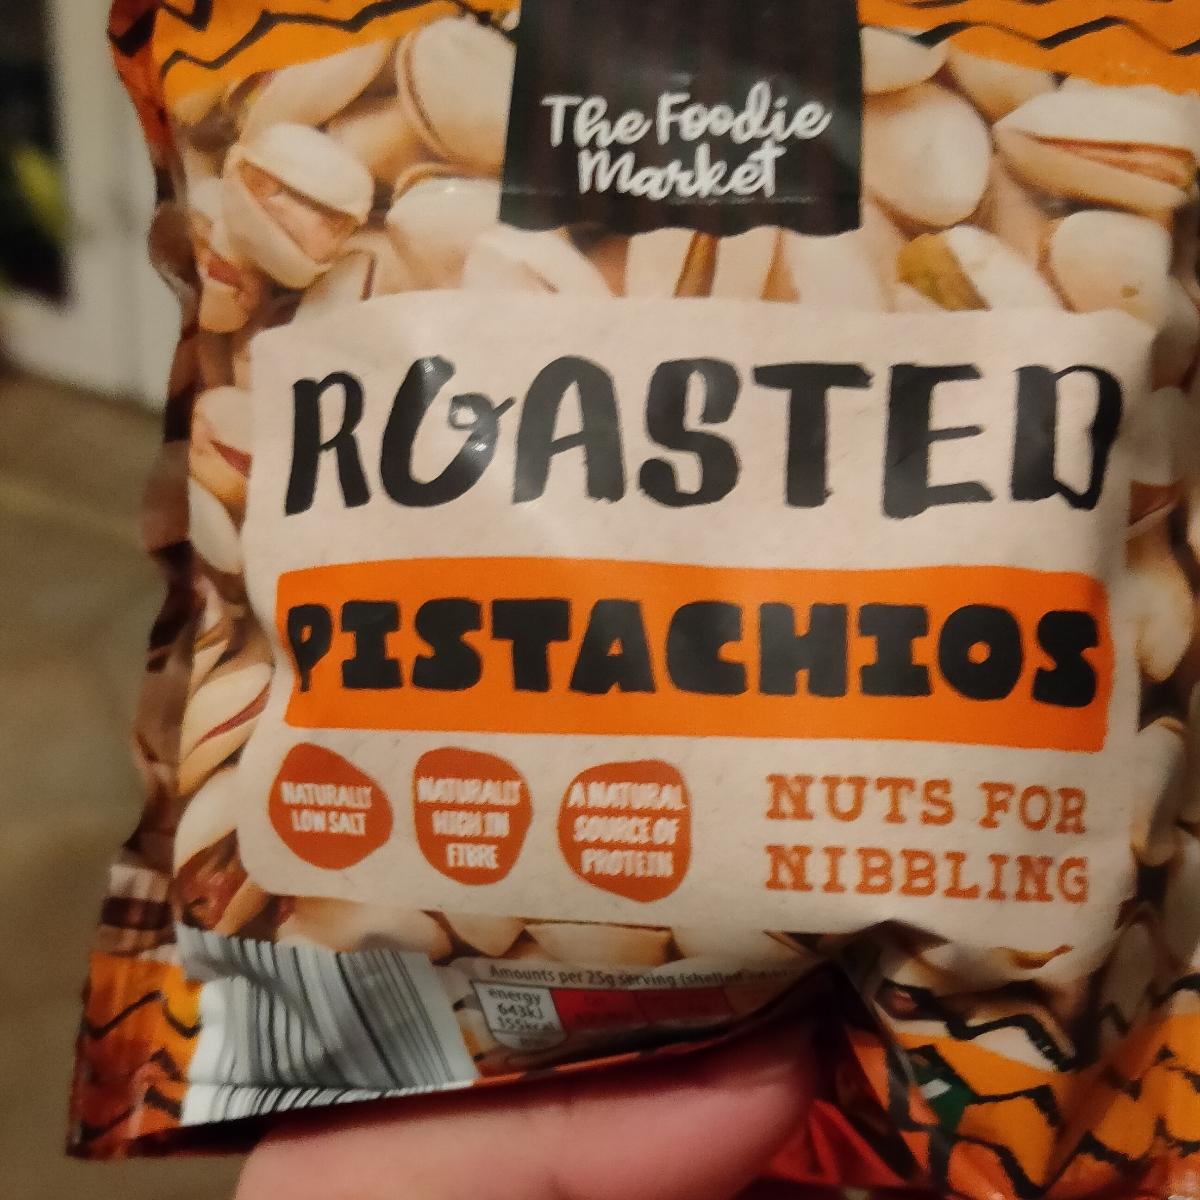 The Foodie
Market
ROASTED
PISTACHIOS
NATURALLY
LOW SALT
NATURALLY
HIGH IN
FIBRE
A NATURAL
SOURCE OF
PROTEIN
NUTS FOR
NIBBLING
Amounts per 25g serving (shelled
energy
643kJ
155kcal